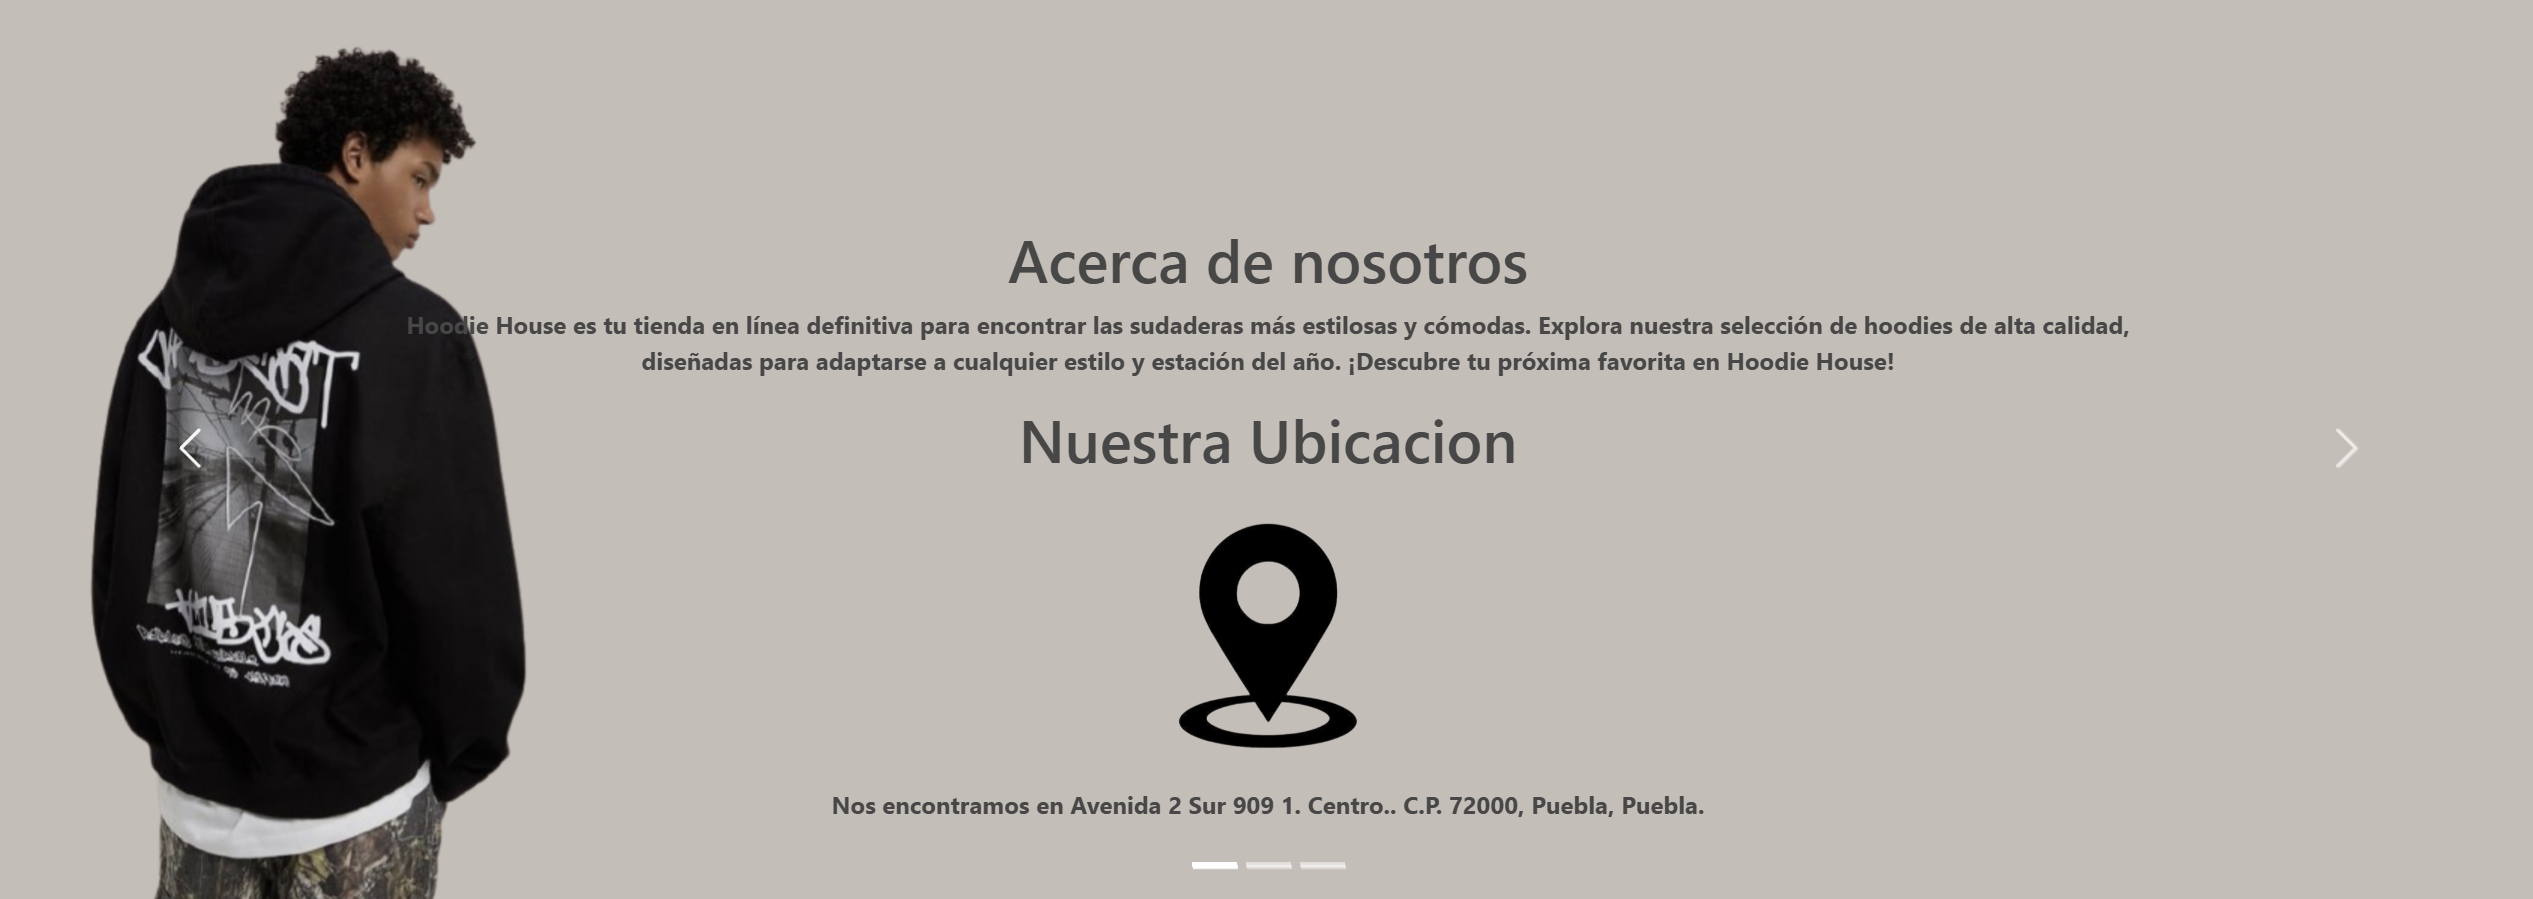 Acerca de nosotros
Hoodie House es tu tienda en línea definitiva para encontrar las sudaderas más estilosas y cómodas. Explora nuestra selección de hoodies de alta calidad,
diseñadas para adaptarse a cualquier estilo y estación del año. ¡Descubre tu próxima favorita en Hoodie House!
Nuestra Ubicacion
Nos encontramos en Avenida 2 Sur 909 1. Centro.. C.P. 72000, Puebla, Puebla.